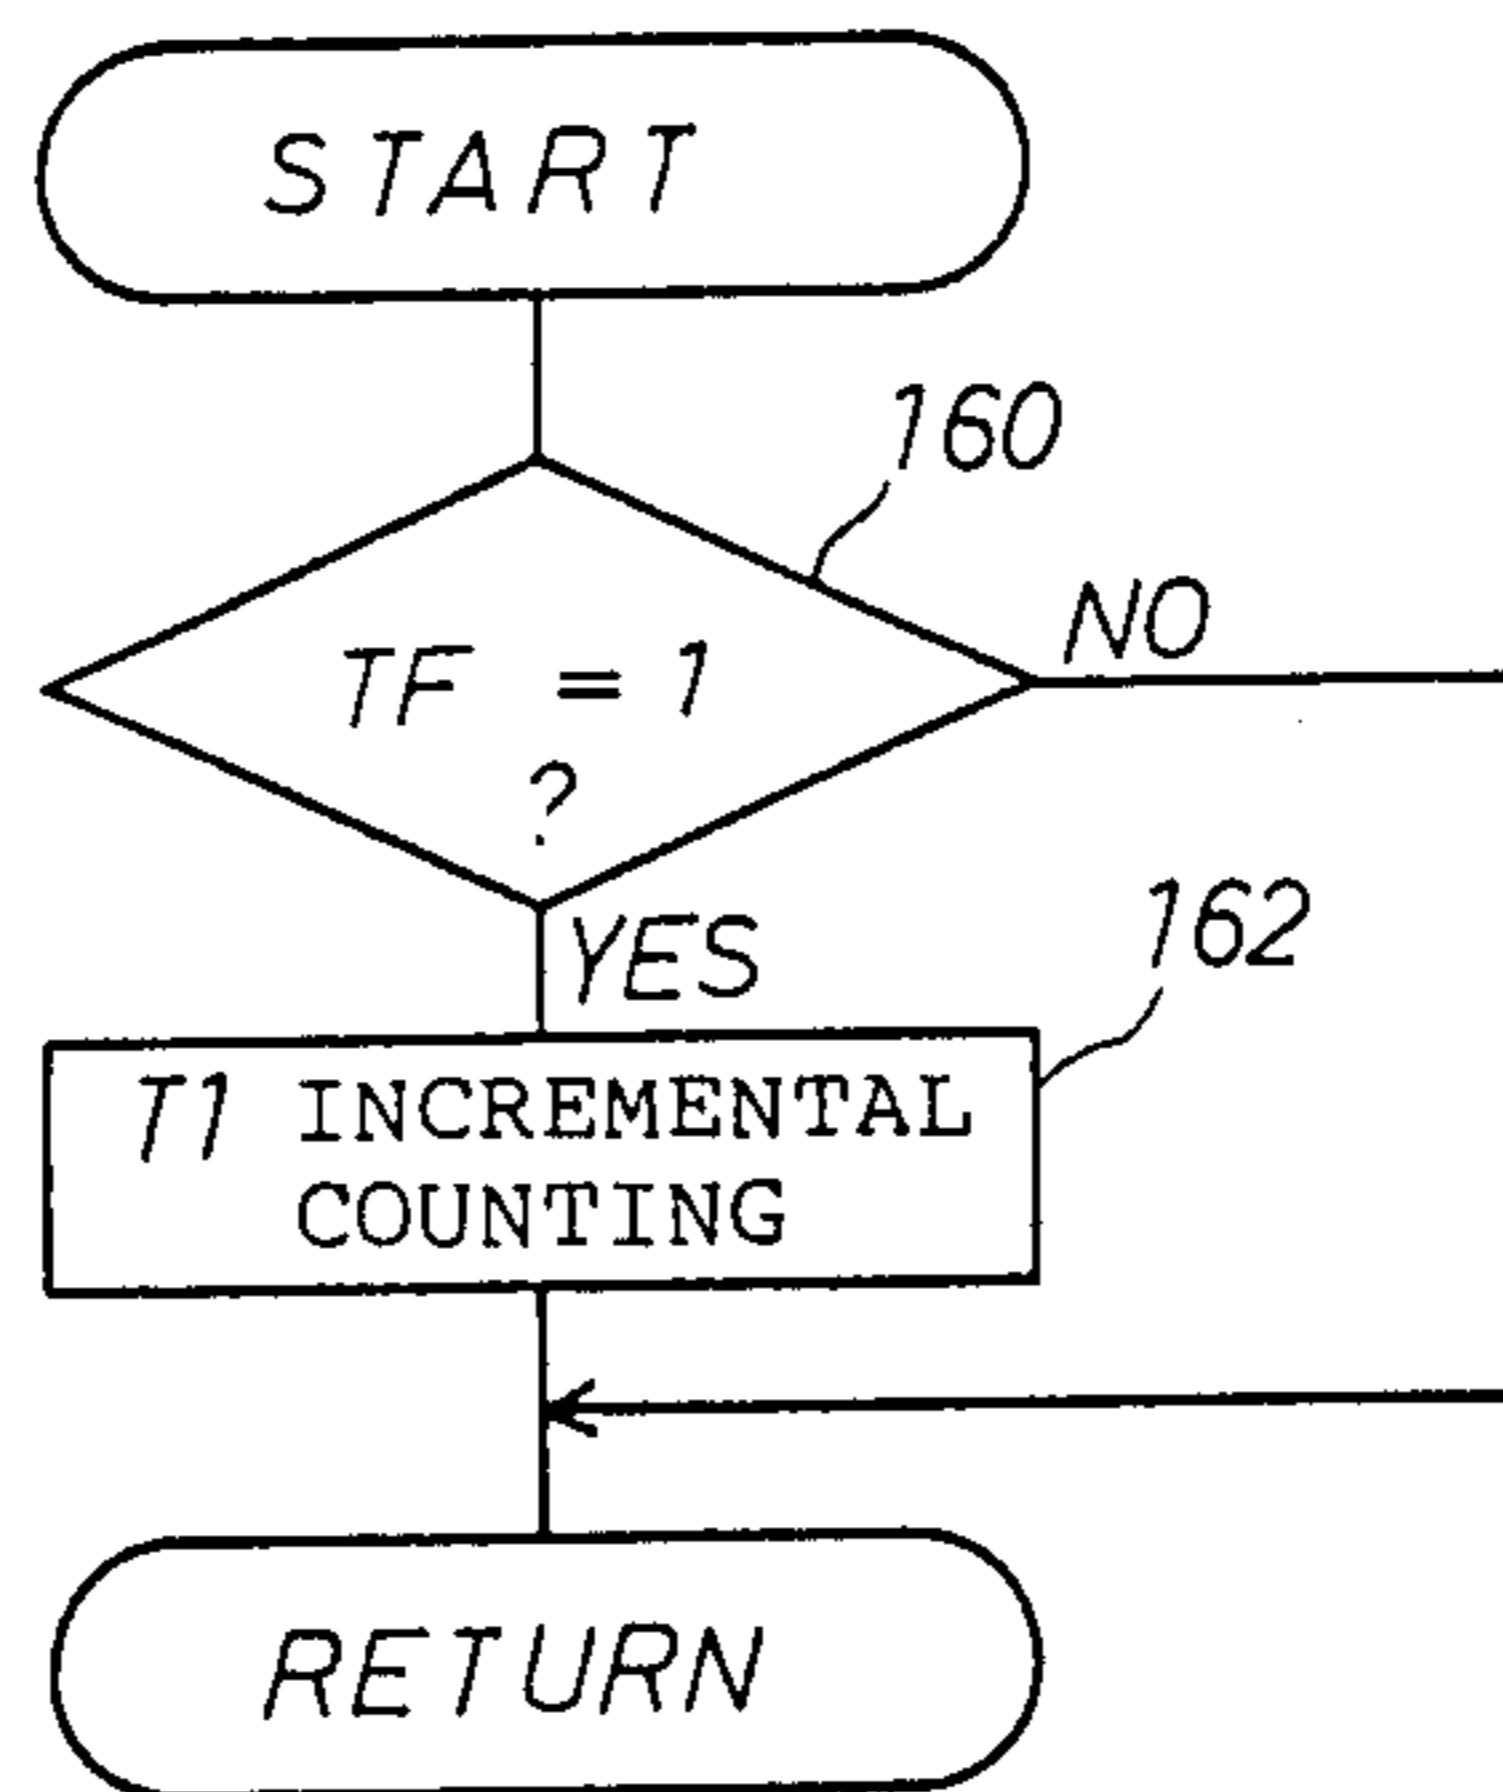 START
160
TF = 1
?
NO
YES
162
T1 INCREMENTAL
COUNTING
RETURN